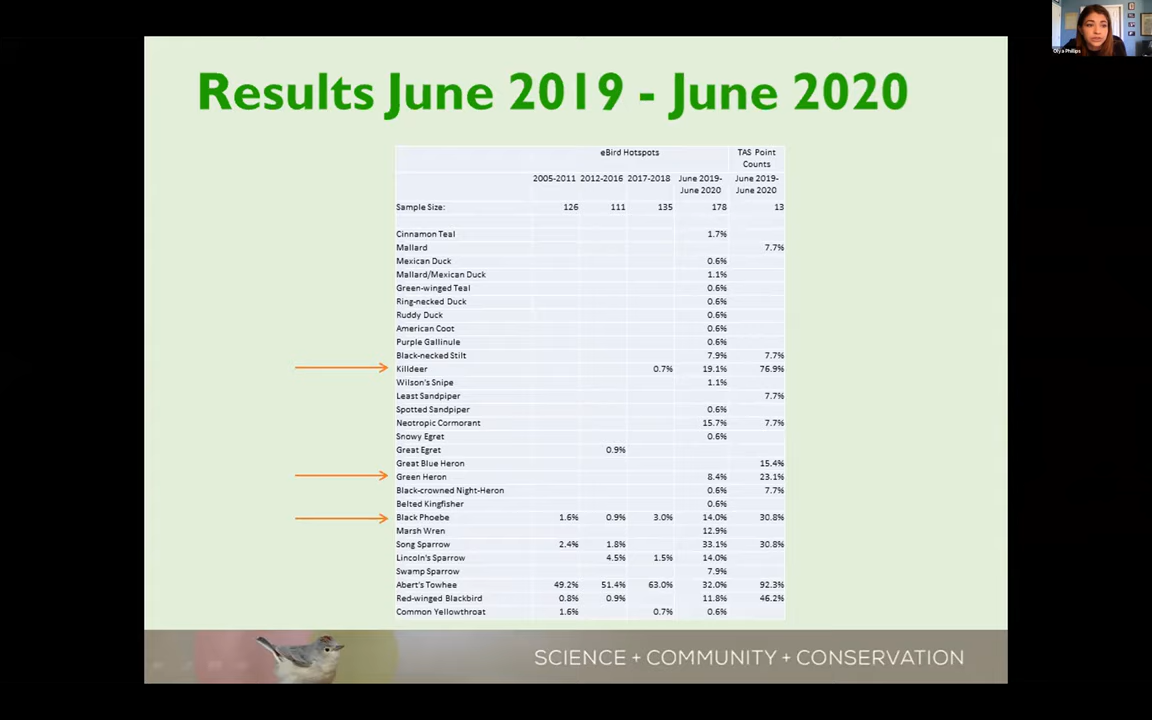 Olya Phillips
Results June 2019 - June 2020
eBird Hotspots TAS Point Counts
2005-2011 2012-2016 2017-2018 June 2019-June 2020 June 2019-June 2020
Sample Size: 126 111 135 178 13
Cinnamon Teal 1.7%
Mallard 7.7%
Mexican Duck 0.6%
Mallard/Mexican Duck 1.1%
Green-winged Teal 0.6%
Ring-necked Duck 0.6%
Ruddy Duck 0.6%
American Coot 0.6%
Purple Gallinule 0.6%
Black-necked Stilt 7.9% 7.7%
Killdeer 0.7% 19.1% 76.9%
Wilson's Snipe 1.1%
Least Sandpiper 7.7%
Spotted Sandpiper 0.6%
Neotropic Cormorant 15.7% 7.7%
Snowy Egret 0.6%
Great Egret 0.9%
Great Blue Heron 15.4%
Green Heron 8.4% 23.1%
Black-crowned Night-Heron 0.6% 7.7%
Belted Kingfisher 0.6%
Black Phoebe 1.6% 0.9% 3.0% 14.0% 30.8%
Marsh Wren 12.9%
Song Sparrow 2.4% 1.8% 33.1% 30.8%
Lincoln's Sparrow 4.5% 1.5% 14.0%
Swamp Sparrow 7.9%
Abert's Towhee 49.2% 51.4% 63.0% 32.0% 92.3%
Red-winged Blackbird 0.8% 0.9% 11.8% 46.2%
Common Yellowthroat 1.6% 0.7% 0.6%
SCIENCE + COMMUNITY + CONSERVATION